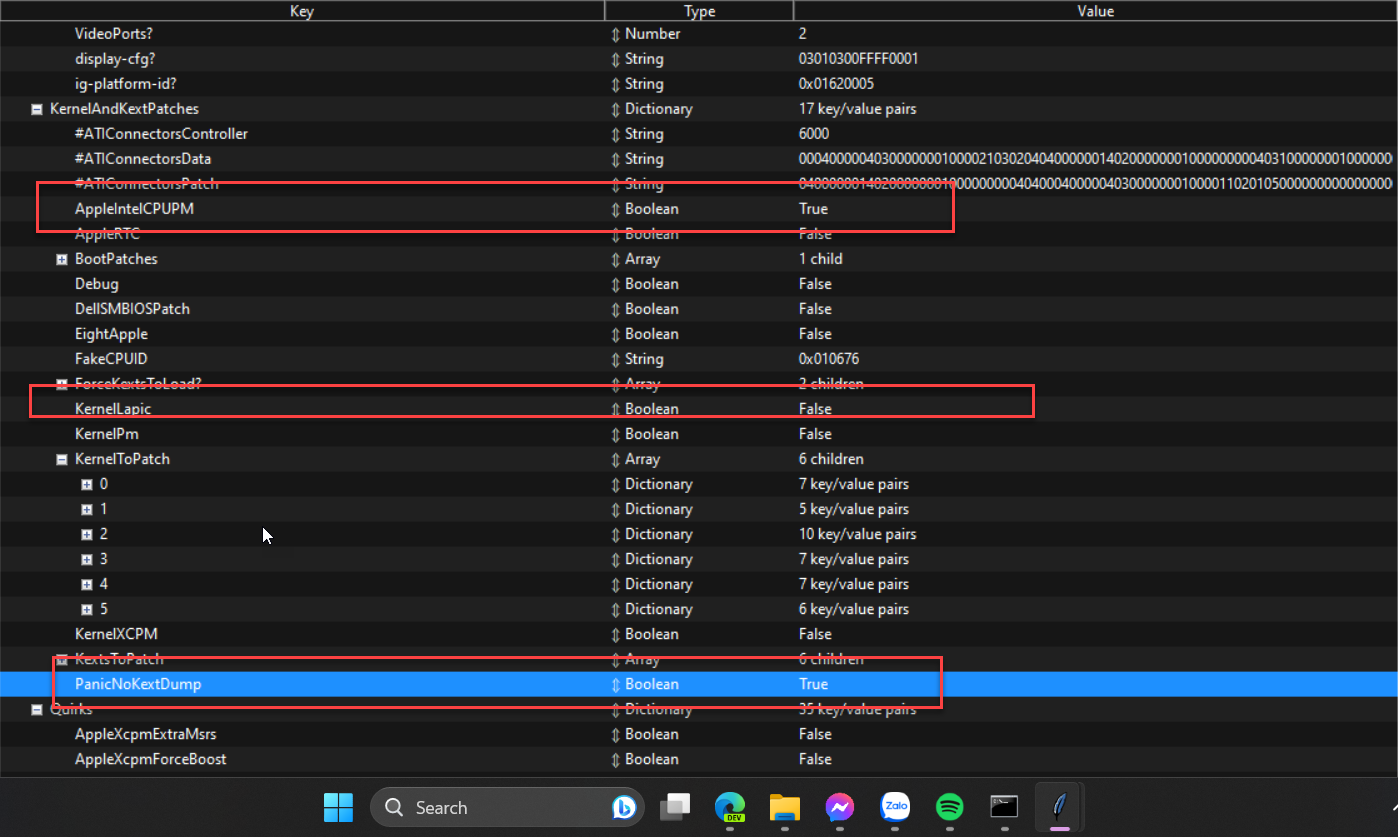 Key Type Value
VideoPorts? Number 2
display-cfg? String 03010300FFFF0001
ig-platform-id? String 0x01620005
KernelAndKextPatches Dictionary 17 key/value pairs
#ATIConnectorsController String 6000
#ATIConnectorsData String
#ATIConnectorsPatch String
AppleIntelCPUPM Boolean True
AppleRTC Boolean False
BootPatches Array 1 child
Debug Boolean False
DellSMBIOSPatch Boolean False
EightApple Boolean False
FakeCPUID String 0x010676
ForceKextsToLoad? Array 2 children
KernelLapic Boolean False
KernelPm Boolean False
KernelToPatch Array 6 children
0 Dictionary 7 key/value pairs
1 Dictionary 5 key/value pairs
2 Dictionary 10 key/value pairs
3 Dictionary 7 key/value pairs
4 Dictionary 7 key/value pairs
5 Dictionary 6 key/value pairs
KernelXCPM Boolean False
KextsToPatch Array 6 children
PanicNoKextDump Boolean True
Quirks Dictionary 35 key/value pairs
AppleXcpmExtraMsrs Boolean False
AppleXcpmForceBoost Boolean False
Search DEV Zalo